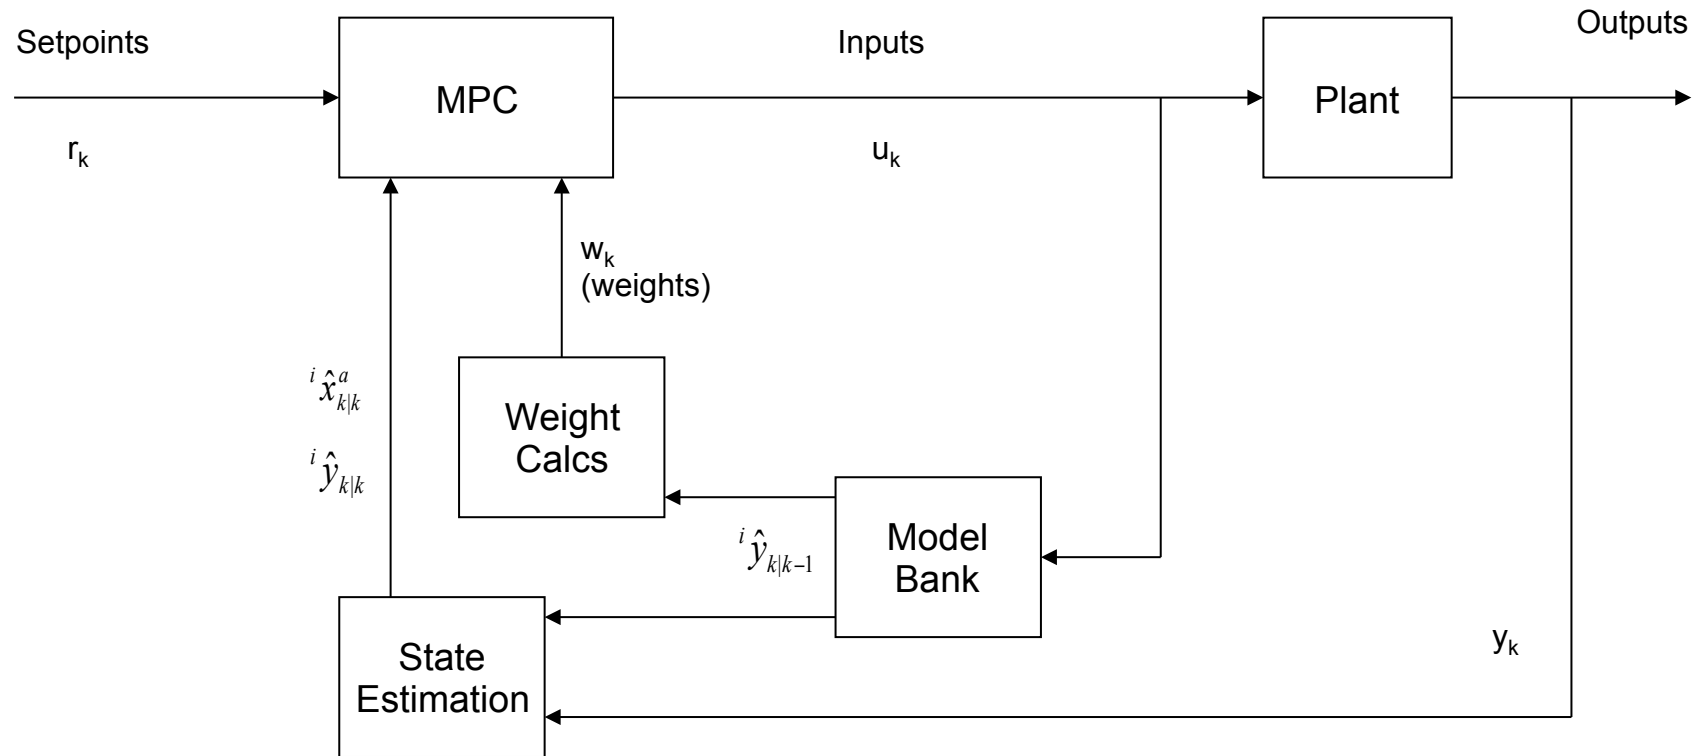 Setpoints
Inputs
Outputs
MPC
Plant
r_k
u_k
w_k
(weights)
^i x̂^a_{k|k}
^i ŷ_{k|k}
Weight
Calcs
^i ŷ_{k|k−1}
Model
Bank
State
Estimation
y_k